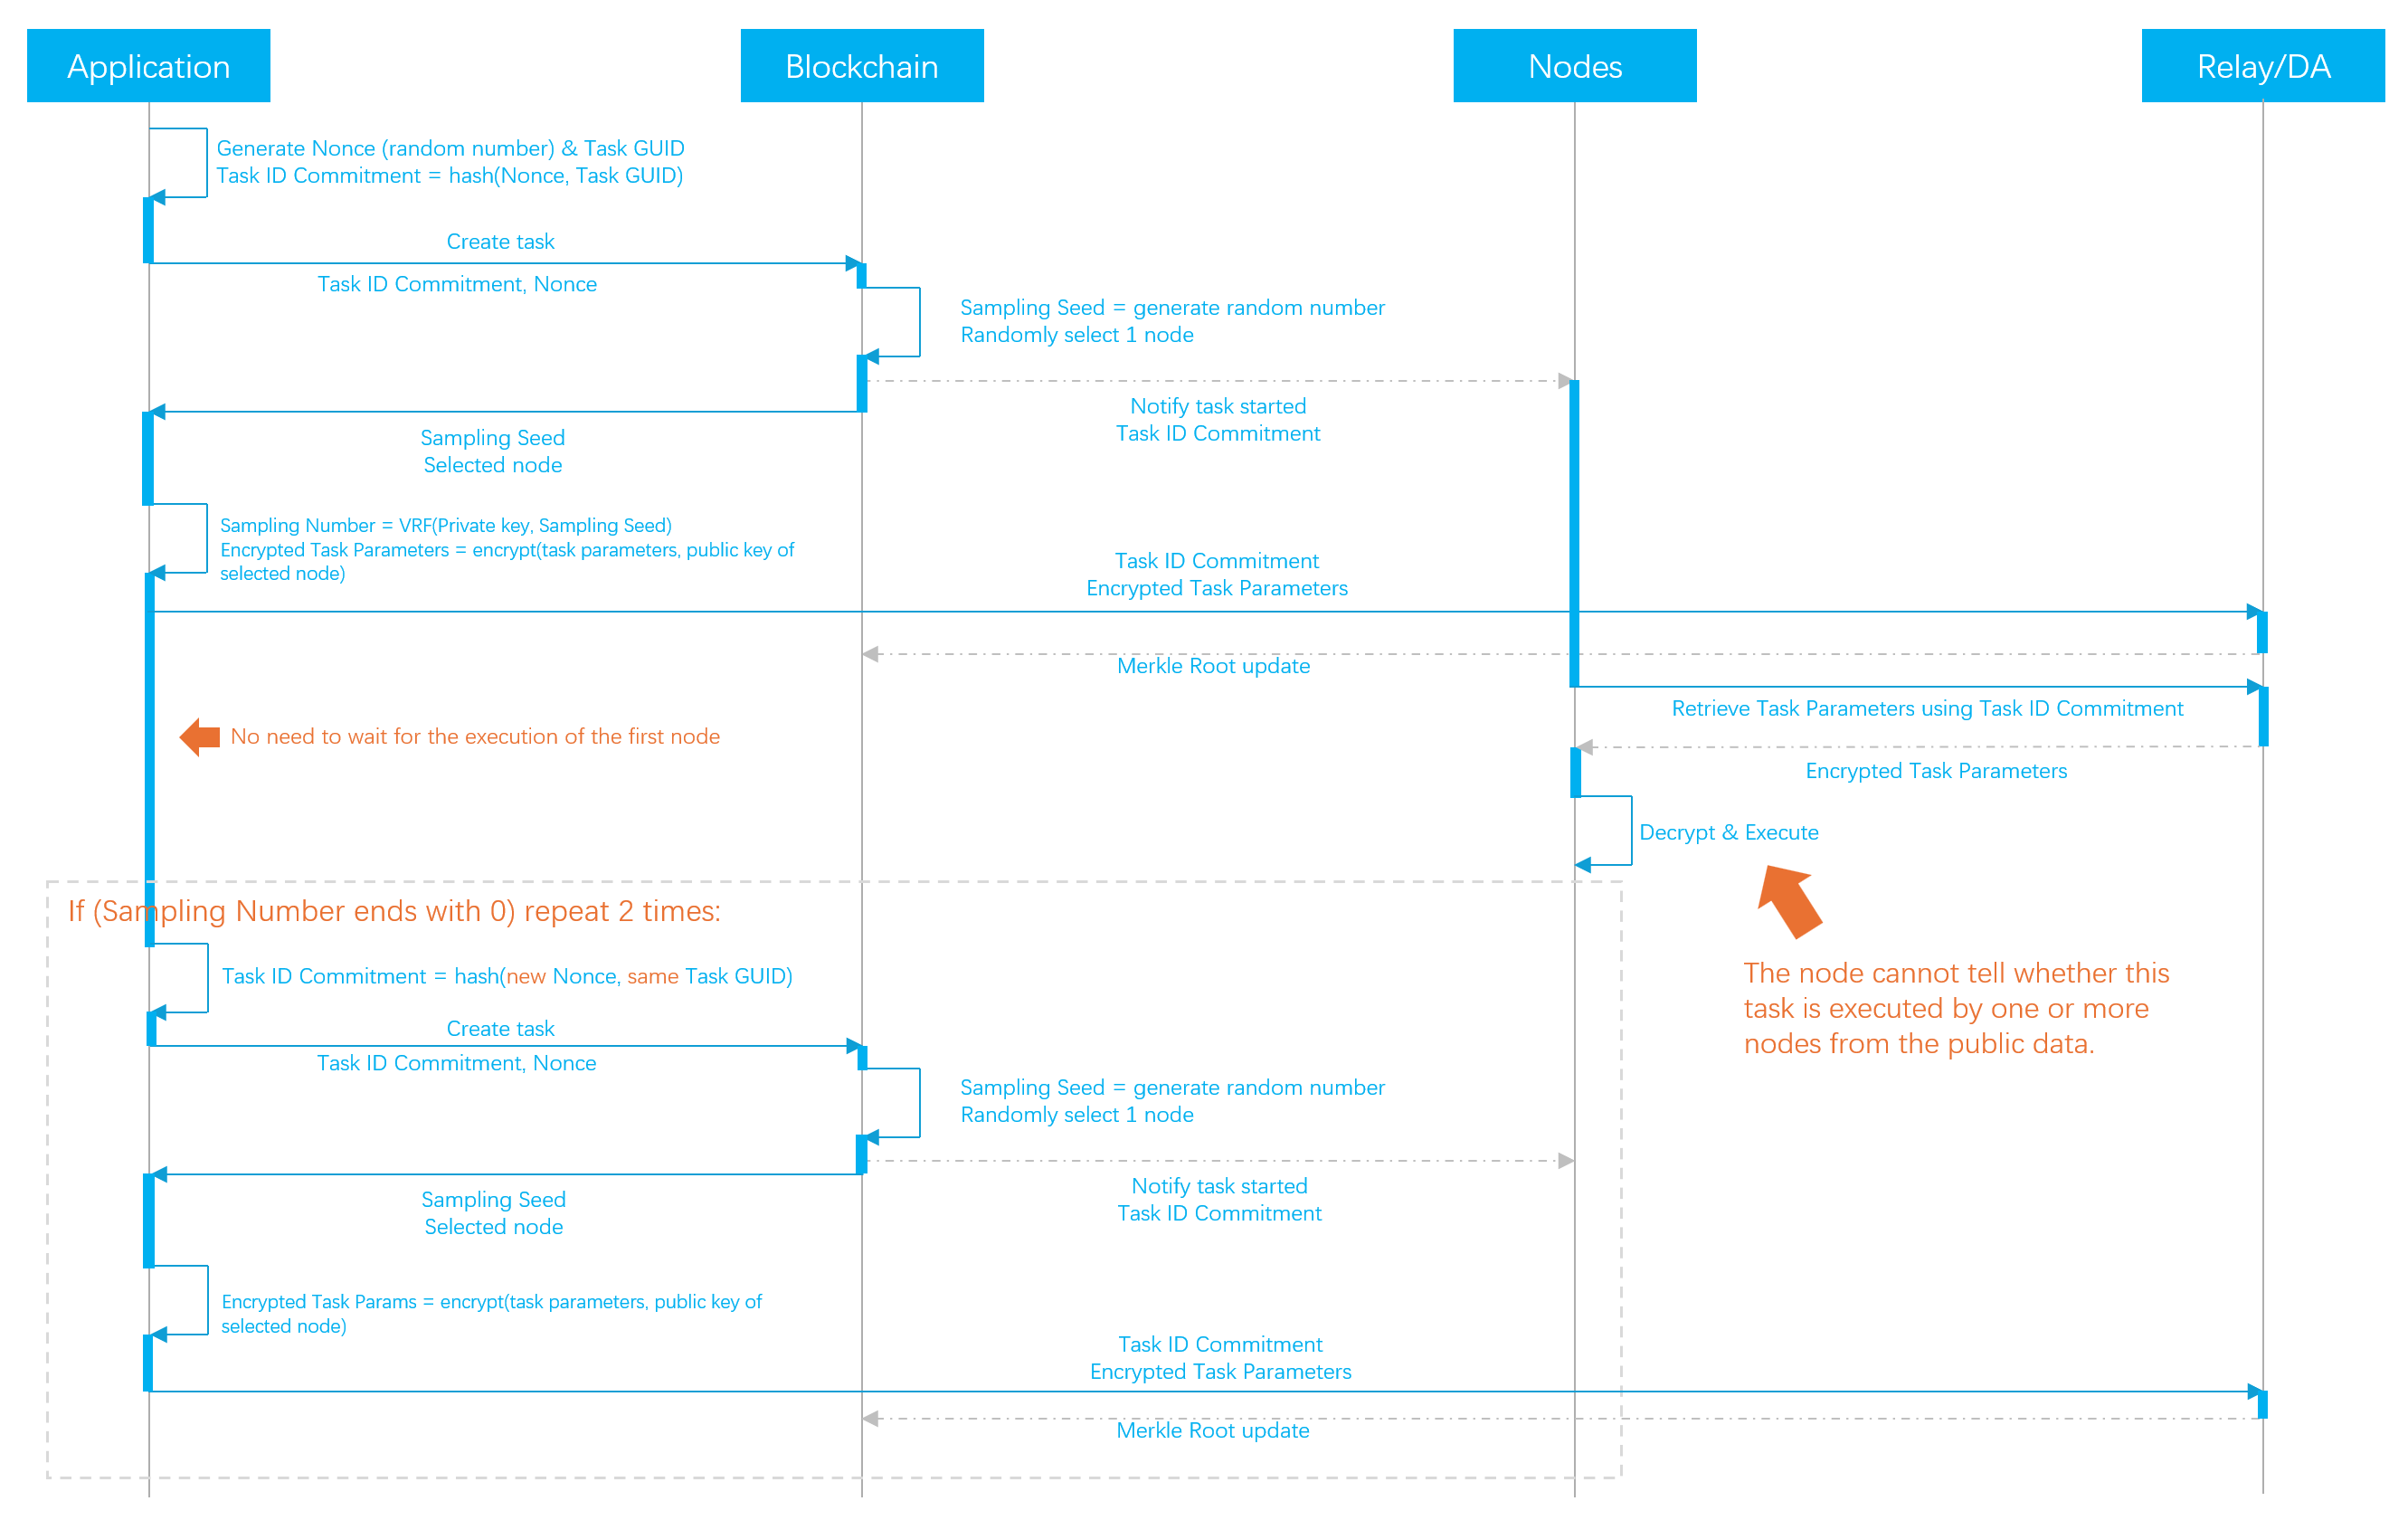 Application
Blockchain
Nodes
Relay/DA
Generate Nonce (random number) & Task GUID
Task ID Commitment = hash(Nonce, Task GUID)
Create task
Task ID Commitment, Nonce
Sampling Seed = generate random number
Randomly select 1 node
Notify task started
Task ID Commitment
Sampling Seed
Selected node
Sampling Number = VRF(Private key, Sampling Seed)
Encrypted Task Parameters = encrypt(task parameters, public key of
selected node)
Task ID Commitment
Encrypted Task Parameters
Merkle Root update
Retrieve Task Parameters using Task ID Commitment
No need to wait for the execution of the first node
Encrypted Task Parameters
Decrypt & Execute
If (Sampling Number ends with 0) repeat 2 times:
The node cannot tell whether this
task is executed by one or more
nodes from the public data.
Task ID Commitment = hash(new Nonce, same Task GUID)
Create task
Task ID Commitment, Nonce
Sampling Seed = generate random number
Randomly select 1 node
Notify task started
Task ID Commitment
Sampling Seed
Selected node
Encrypted Task Params = encrypt(task parameters, public key of
selected node)
Task ID Commitment
Encrypted Task Parameters
Merkle Root update